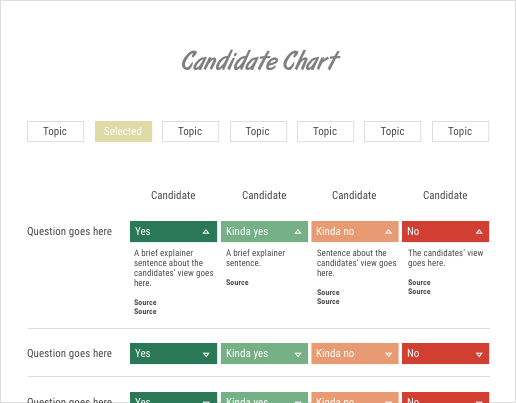 Candidate Chart
Topic Selected Topic Topic Topic Topic Topic
Candidate Candidate Candidate Candidate
Question goes here Yes Kinda yes Kinda no No
A brief explainer
sentence about the
candidates' view goes
here.
Source
Source
A brief explainer
sentence.
Source
Sentence about the
candidates' view goes
here.
Source
Source
The candidates' view
goes here.
Source
Source
Question goes here Yes Kinda yes Kinda no No
Question goes here Yes Kinda yes Kinda no No